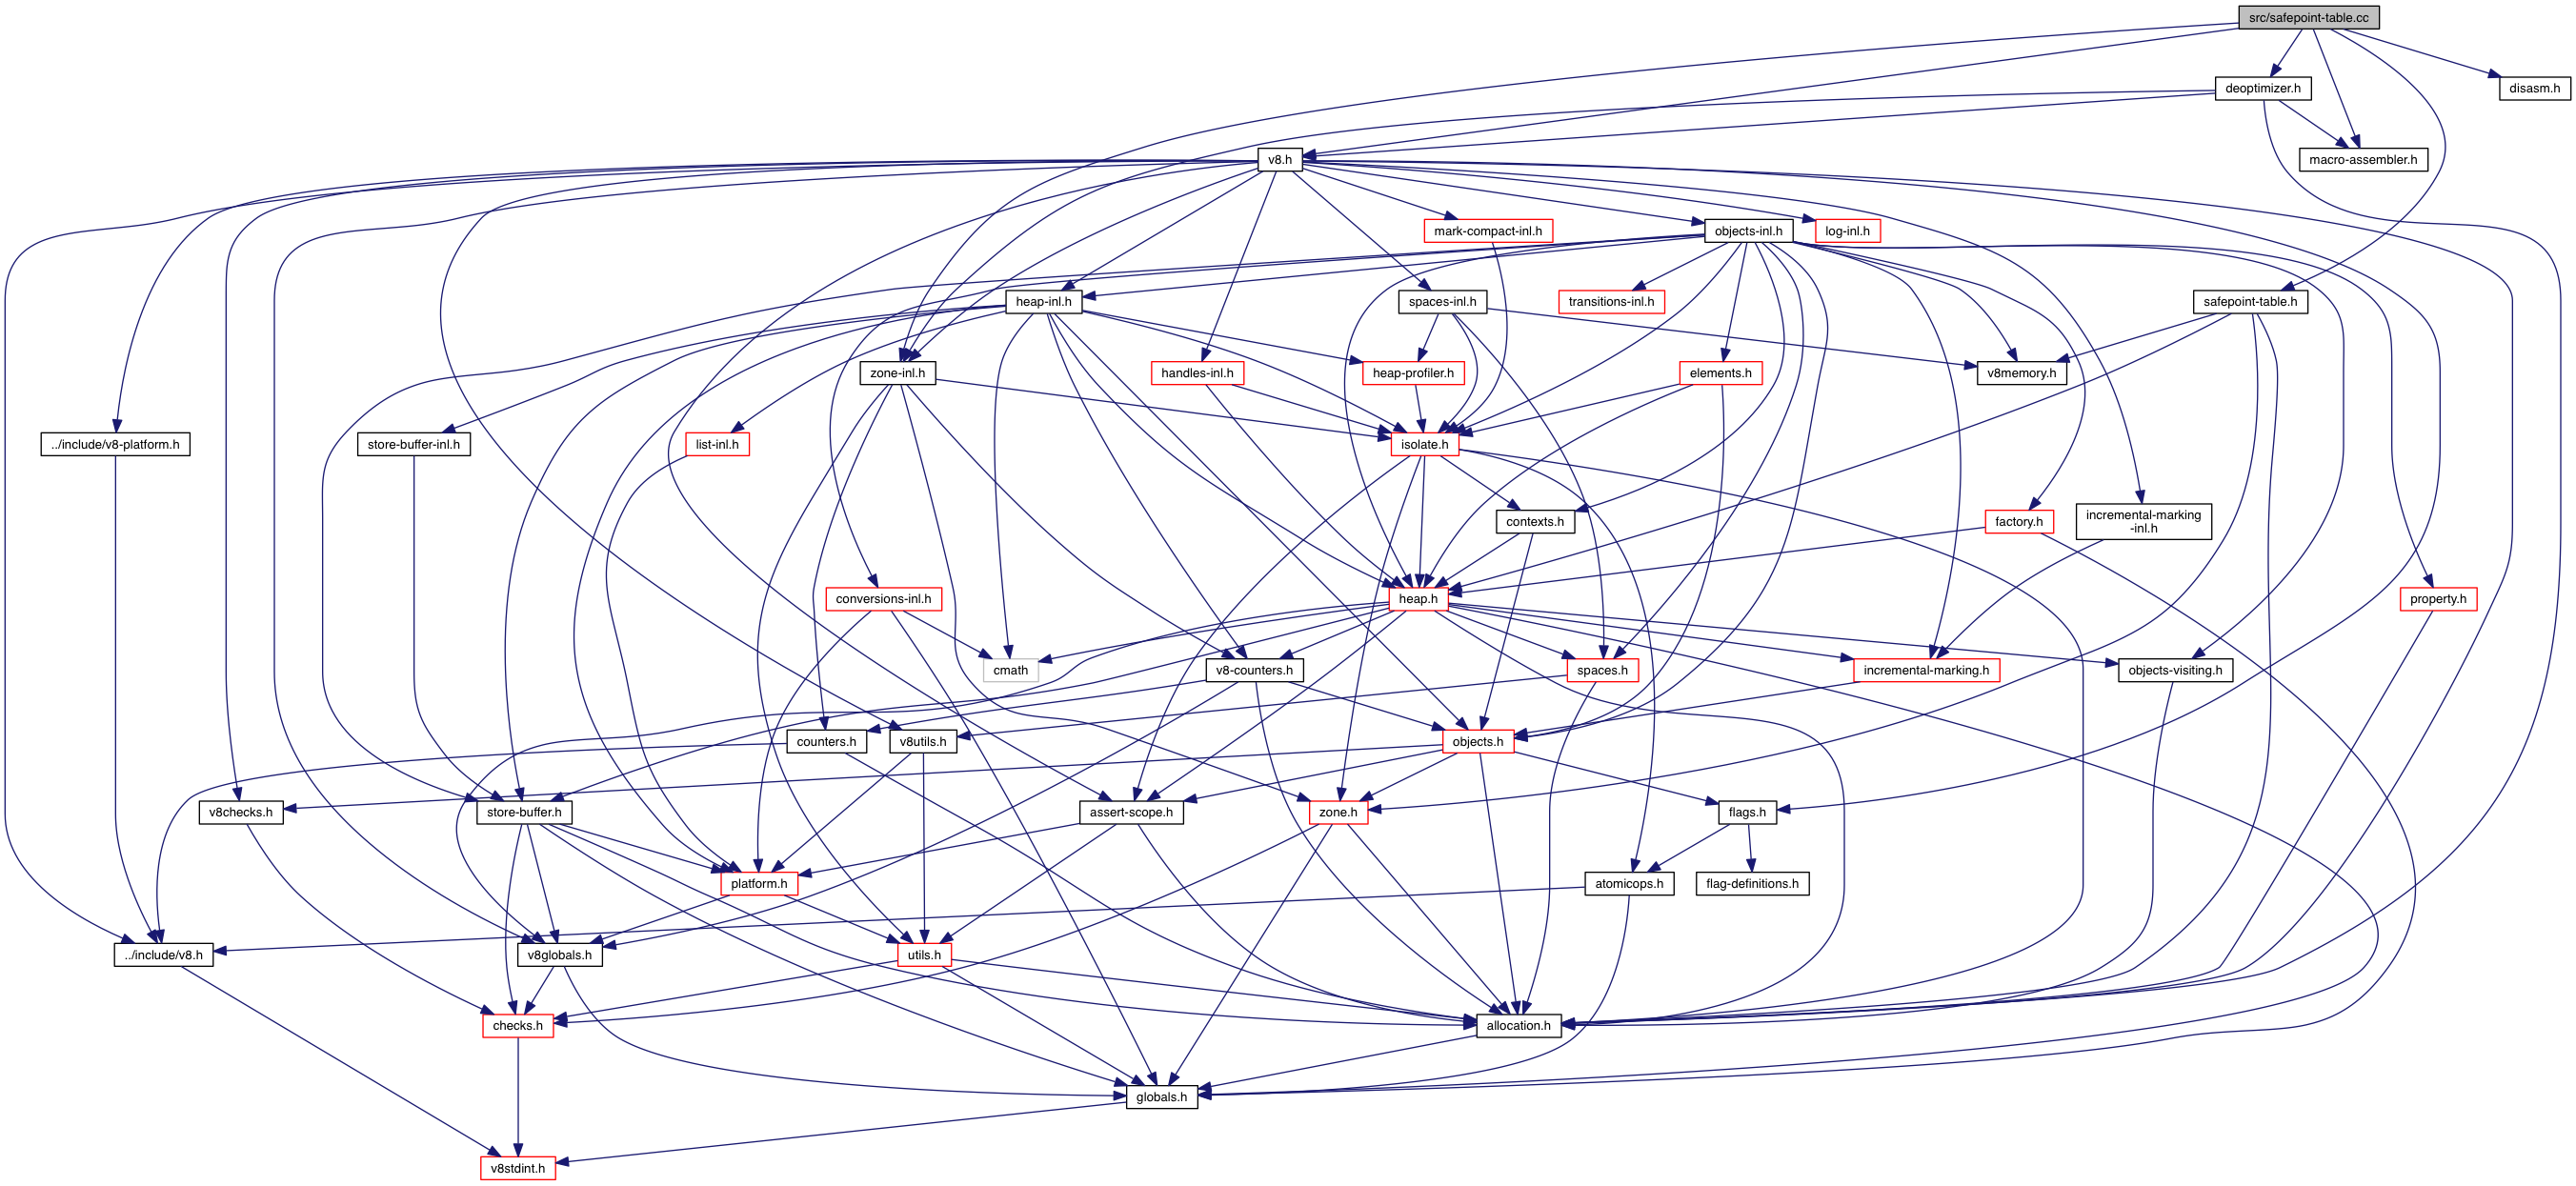 src/safepoint-table.cc
deoptimizer.h
disasm.h
v8.h
macro-assembler.h
mark-compact-inl.h
objects-inl.h
log-inl.h
heap-inl.h
spaces-inl.h
transitions-inl.h
safepoint-table.h
zone-inl.h
handles-inl.h
heap-profiler.h
elements.h
v8memory.h
../include/v8-platform.h
store-buffer-inl.h
list-inl.h
isolate.h
contexts.h
factory.h
incremental-marking
-inl.h
conversions-inl.h
heap.h
property.h
cmath
v8-counters.h
spaces.h
incremental-marking.h
objects-visiting.h
counters.h
v8utils.h
objects.h
v8checks.h
store-buffer.h
assert-scope.h
zone.h
flags.h
platform.h
atomicops.h
flag-definitions.h
../include/v8.h
v8globals.h
utils.h
checks.h
allocation.h
globals.h
v8stdint.h